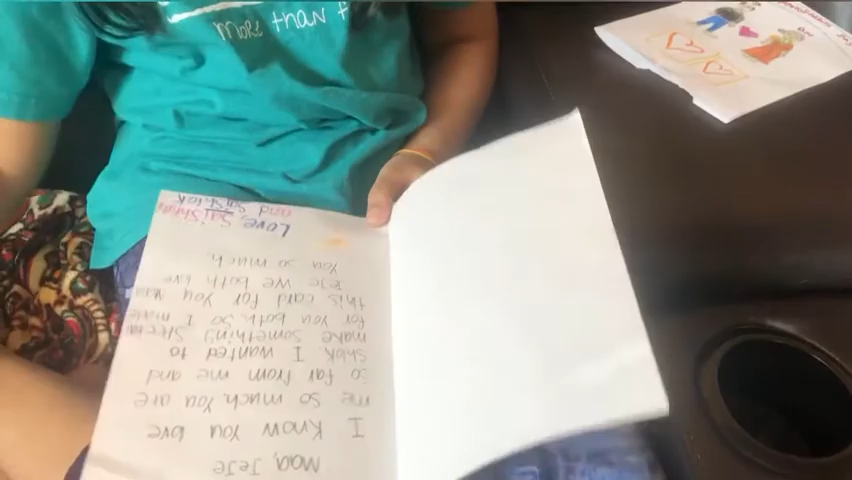 Maa, JeJe
I know you love
me so much. You are
so far from me and
Shlok. I wanted to
make something special
for you both. So I made
this card for you Maa
JeJe we both love
you so much
Love,
and
than